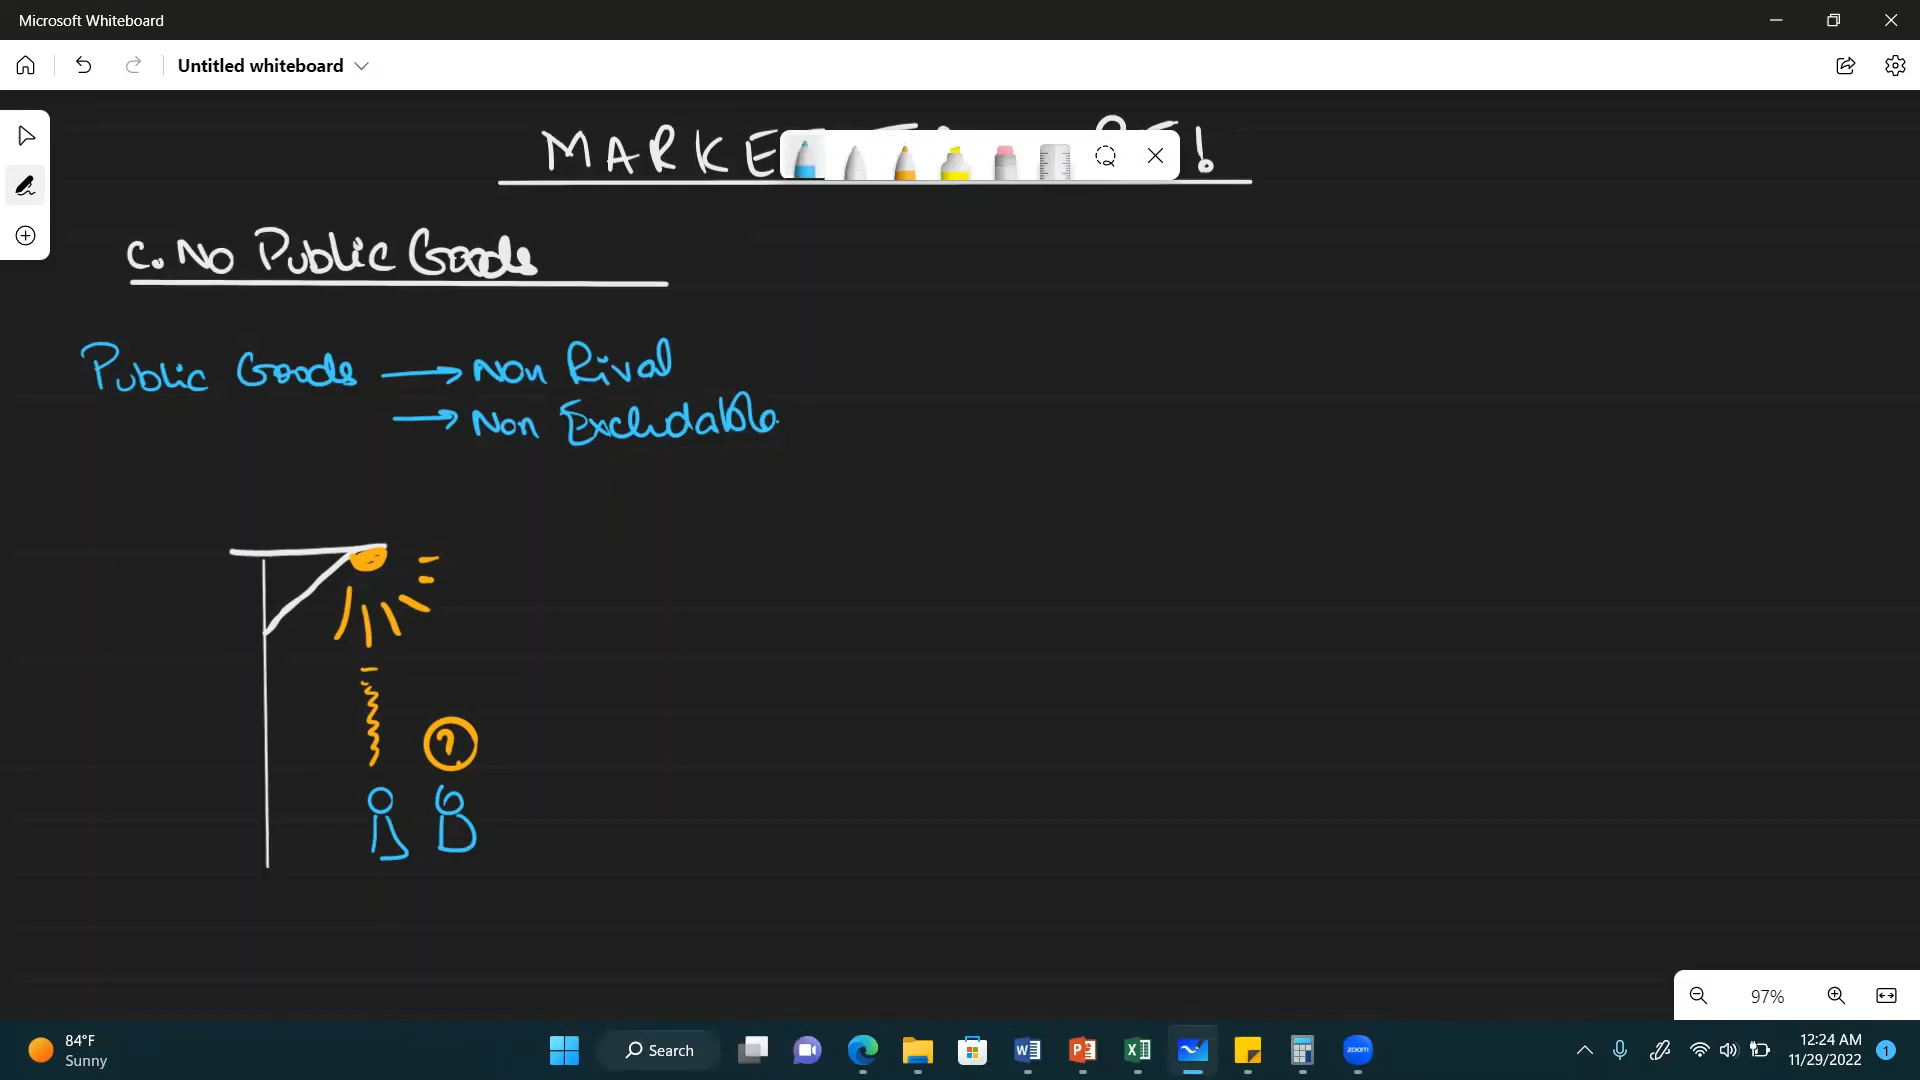 Microsoft Whiteboard
Untitled whiteboard
MARKE !
C. No Public Goods
Public Goods → Non Rival
→ Non Excludable
?
97%
84°F
Sunny
Search
zoom
12:24 AM
11/29/2022
1